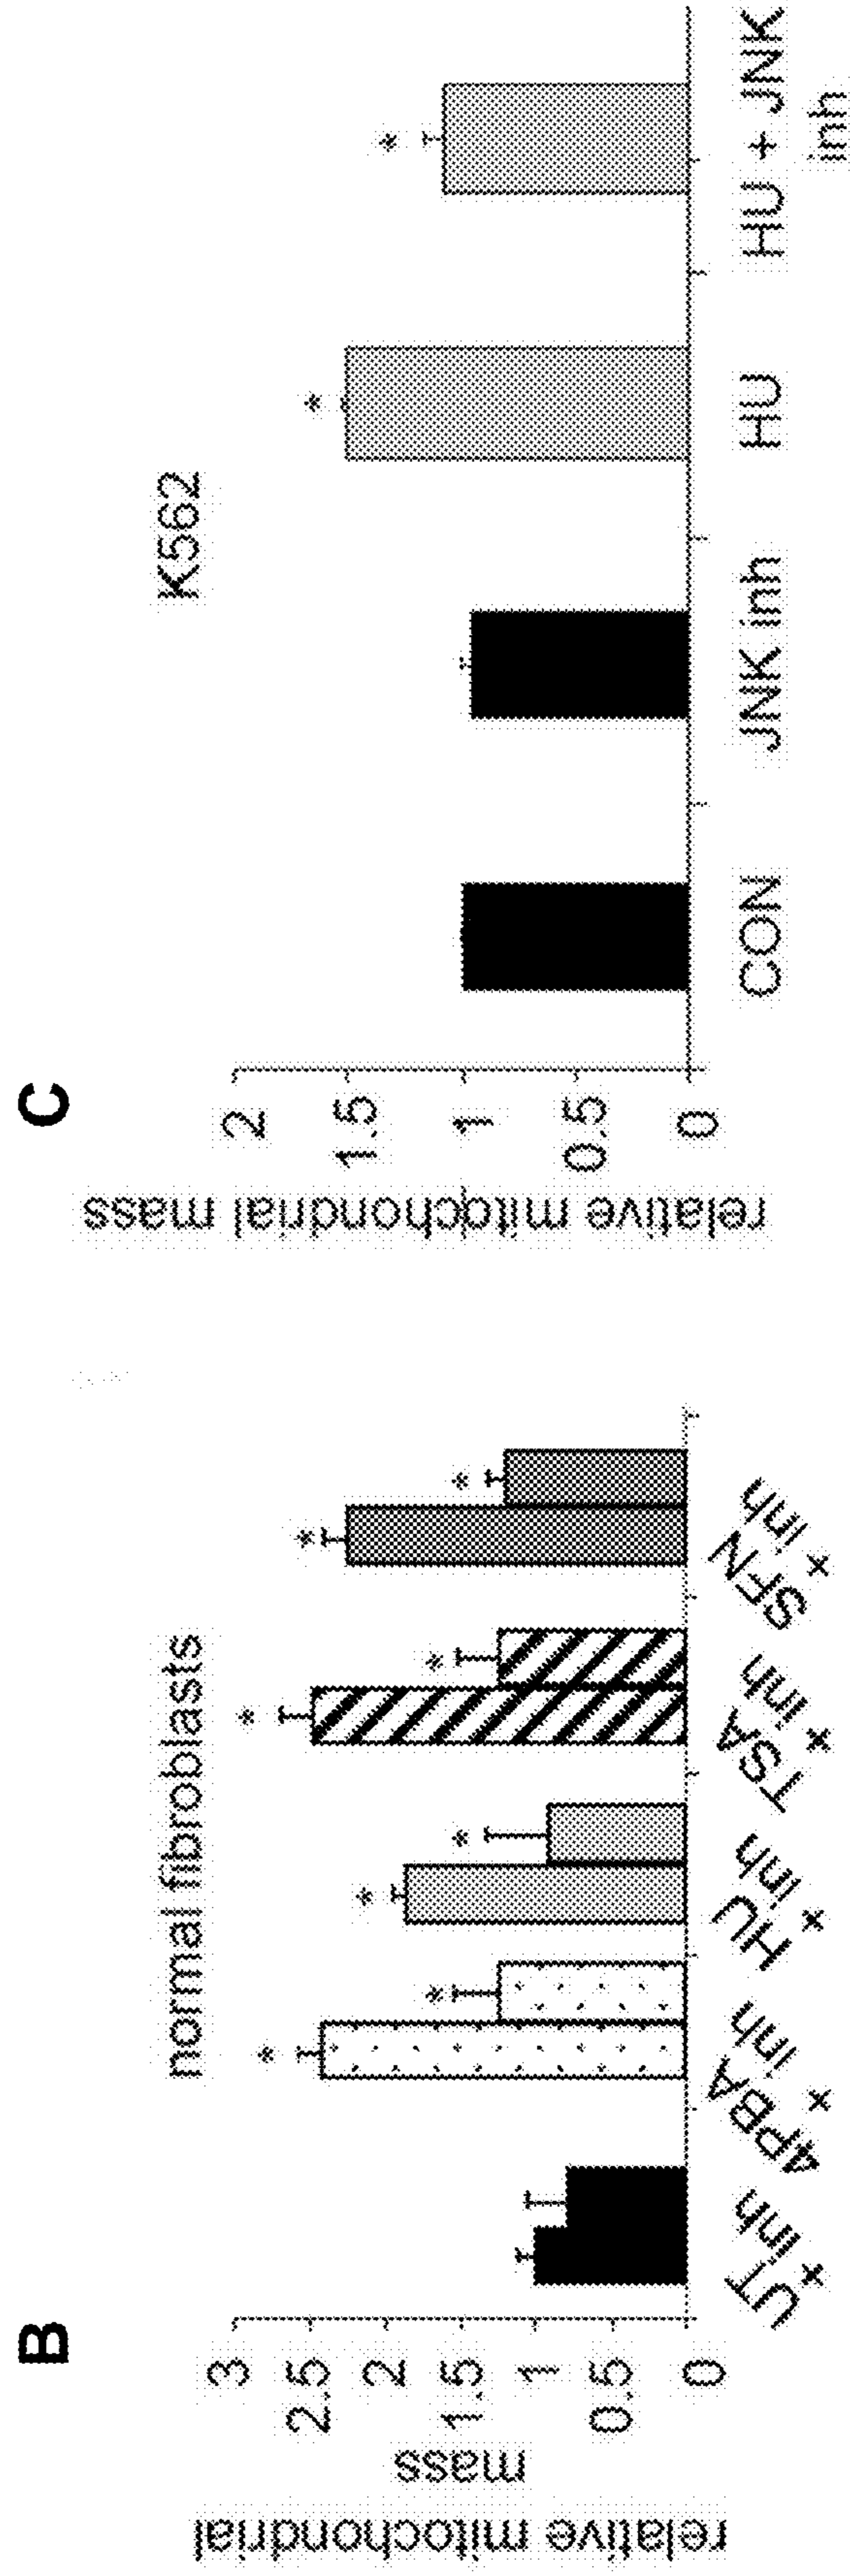 B
normal fibroblasts
relative mitochondrial
mass
3
2.5
2
1.5
1
0.5
0
* * * * * * * *
UT + inh
4PBA + inh
HU + inh
TSA + inh
SFN + inh
C
K562
relative mitochondrial mass
2
1.5
1
0.5
0
* *
CON
JNK inh
HU
HU + JNK
inh